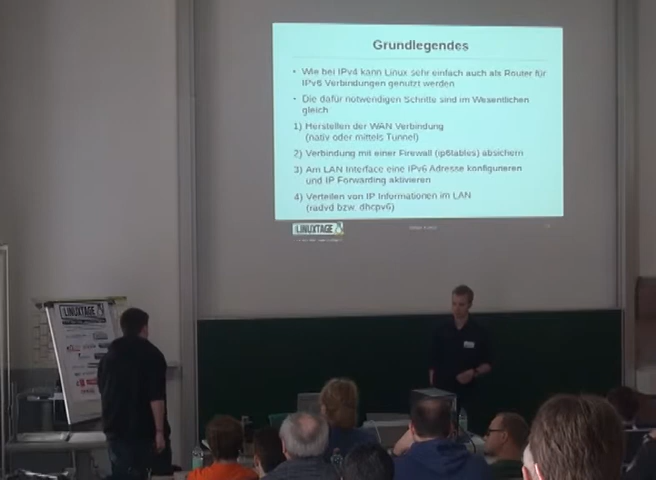 Grundlegendes
• Wie bei IPv4 kann Linux sehr einfach auch als Router für
IPv6 Verbindungen genutzt werden
• Die dafür notwendigen Schritte sind im Wesentlichen
gleich
1) Herstellen der WAN Verbindung
(nativ oder mittels Tunnel)
2) Verbindung mit einer Firewall (ip6tables) absichern
3) Am LAN Interface eine IPv6 Adresse konfigurieren
und IP Forwarding aktivieren
4) Verteilen von IP Informationen im LAN
(radvd bzw. dhcpv6)
LINUXTAGE
LINUXTAGE